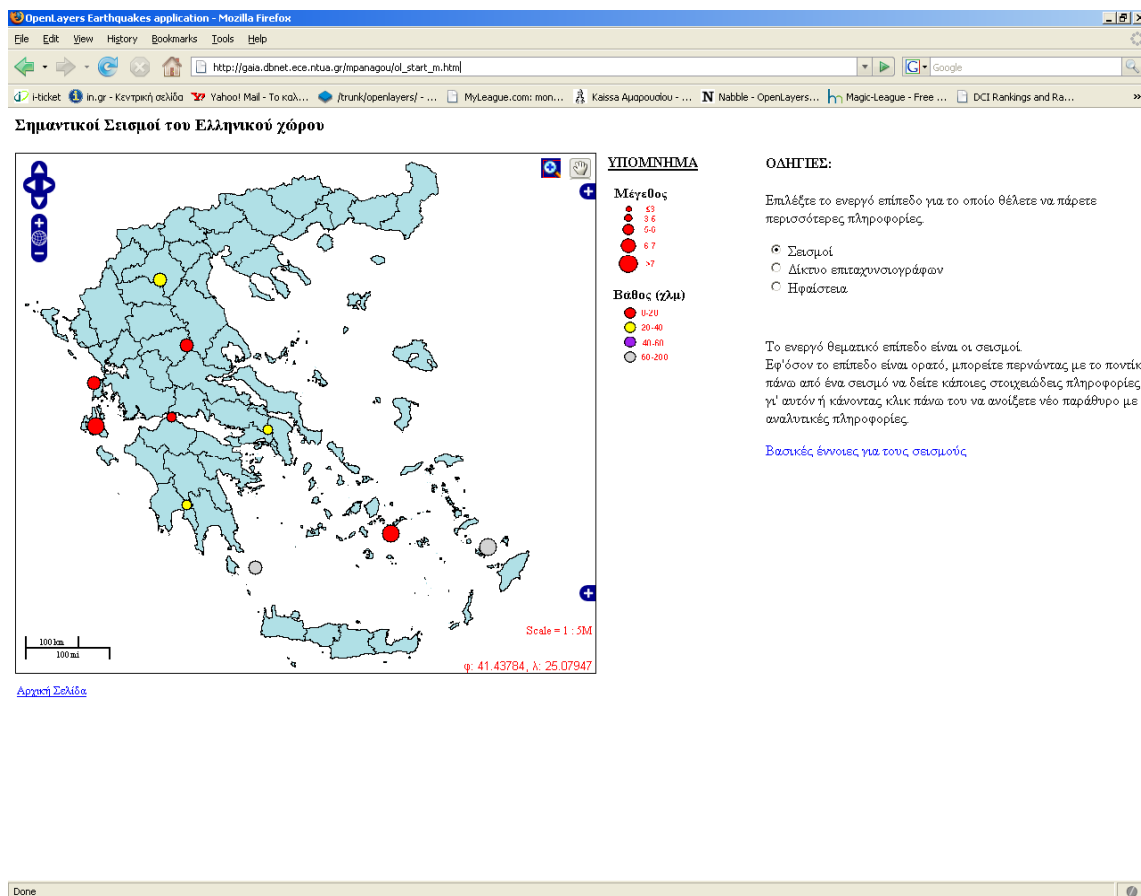 OpenLayers Earthquakes application - Mozilla Firefox
File Edit View History Bookmarks Tools Help
http://gaia.dbnet.ece.ntua.gr/mpanagou/ol_start_m.htm
Google
i-ticket in.gr - Κεντρική σελίδα Yahoo! Mail - Το καλ... /trunk/openlayers/ - ... MyLeague.com: mon... Kaissa Αμαρουσίου - ... Nabble - OpenLayers... Magic-League - Free ... DCI Rankings and Ra... »
Σημαντικοί Σεισμοί του Ελληνικού χώρου
ΥΠΟΜΝΗΜΑ
Μέγεθος
≤3
3-5
5-6
6-7
>7
Βάθος (χλμ)
0-20
20-40
40-60
60-200
ΟΔΗΓΙΕΣ:
Επιλέξτε το ενεργό επίπεδο για το οποίο θέλετε να πάρετε
περισσότερες πληροφορίες.
Σεισμοί
Δίκτυο επιταχυνσιογράφων
Ηφαίστεια
Το ενεργό θεματικό επίπεδο είναι οι σεισμοί.
Εφ'όσον το επίπεδο είναι ορατό, μπορείτε περνώντας με το ποντίκ
πάνω από ένα σεισμό να δείτε κάποιες στοιχειώδεις πληροφορίες
γι' αυτόν ή κάνοντας κλικ πάνω του να ανοίξετε νέο παράθυρο με
αναλυτικές πληροφορίες.
Βασικές έννοιες για τους σεισμούς
100 km
100 mi
Scale = 1 : 5M
φ: 41.43784, λ: 25.07947
Αρχική Σελίδα
Done